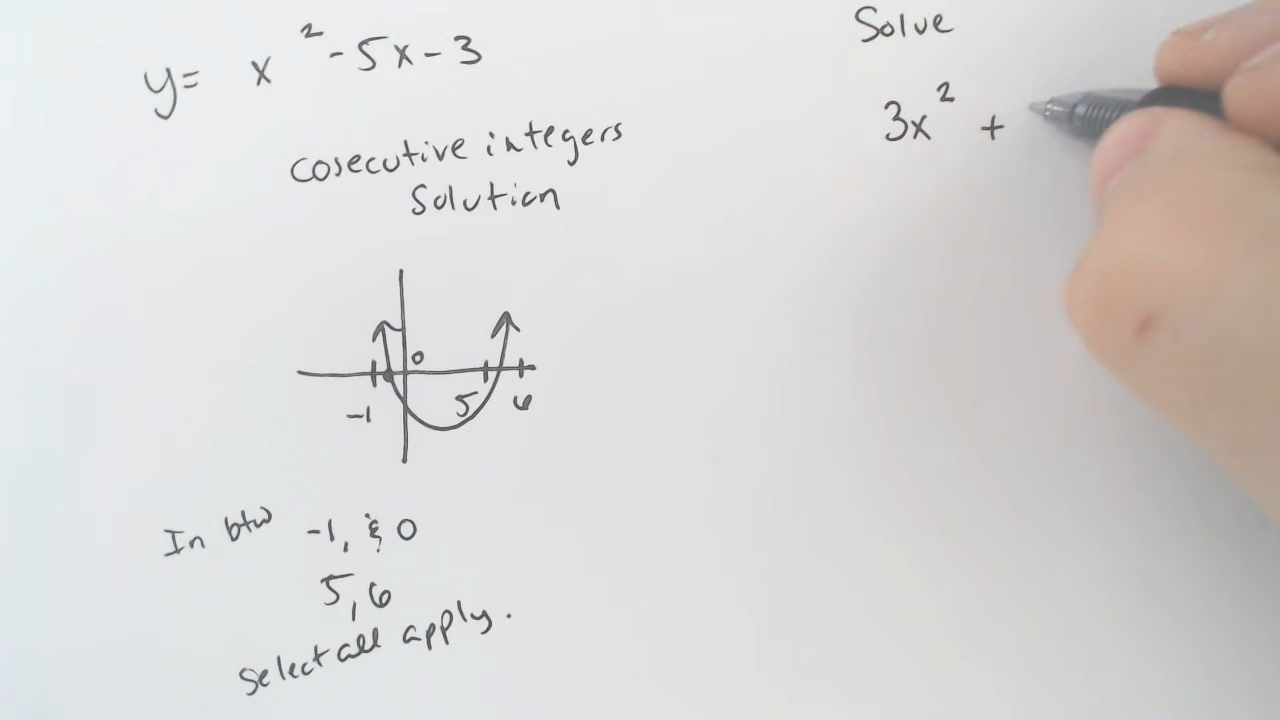 y= x² -5x-3
cosecutive integers
Solution
0
-1 5 6
In btw -1, & 0
5, 6
select all apply.
Solve
3x² +